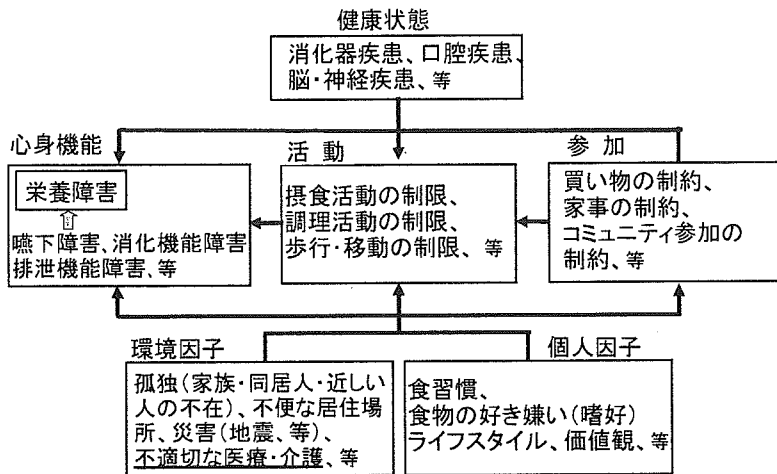 健康状態
消化器疾患、口腔疾患、
脳・神経疾患、等
心身機能
活 動
参 加
栄養障害
嚥下障害、消化機能障害
排泄機能障害、等
摂食活動の制限、
調理活動の制限、
歩行・移動の制限、等
買い物の制約、
家事の制約、
コミュニティ参加の
制約、等
環境因子
個人因子
孤独(家族・同居人・近しい
人の不在)、不便な居住場
所、災害(地震、等)、
不適切な医療・介護、等
食習慣、
食物の好き嫌い(嗜好)
ライフスタイル、価値観、等